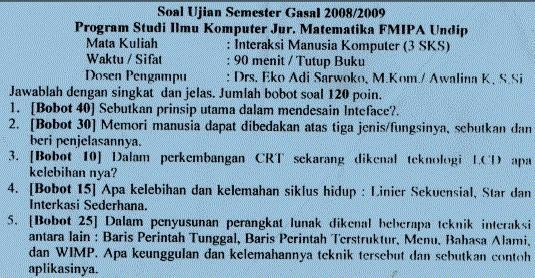 Soal Ujian Semester Gasal 2008/2009
Program Studi Ilmu Komputer Jur. Matematika FMIPA Undip
Mata Kuliah : Interaksi Manusia Komputer (3 SKS)
Waktu / Sifat : 90 menit / Tutup Buku
Dosen Pengampu : Drs. Eko Adi Sarwoko, M.Kom./ Awalina K, S.Si
Jawablah dengan singkat dan jelas. Jumlah bobot soal 120 poin.
1. [Bobot 40] Sebutkan prinsip utama dalam mendesain Inteface?.
2. [Bobot 30] Memori manusia dapat dibedakan atas tiga jenis/fungsinya, sebutkan dan
beri penjelasannya.
3. [Bobot 10] Dalam perkembangan CRT sekarang dikenal teknologi LCD apa
kelebihan nya?
4. [Bobot 15] Apa kelebihan dan kelemahan siklus hidup : Linier Sekuensial, Star dan
Interkasi Sederhana.
5. [Bobot 25] Dalam penyusunan perangkat lunak dikenal beberapa teknik interaksi
antara lain : Baris Perintah Tunggal, Baris Perintah Terstruktur, Menu, Bahasa Alami,
dan WIMP. Apa keunggulan dan kelemahannya teknik tersebut dan sebutkan contoh
aplikasinya.